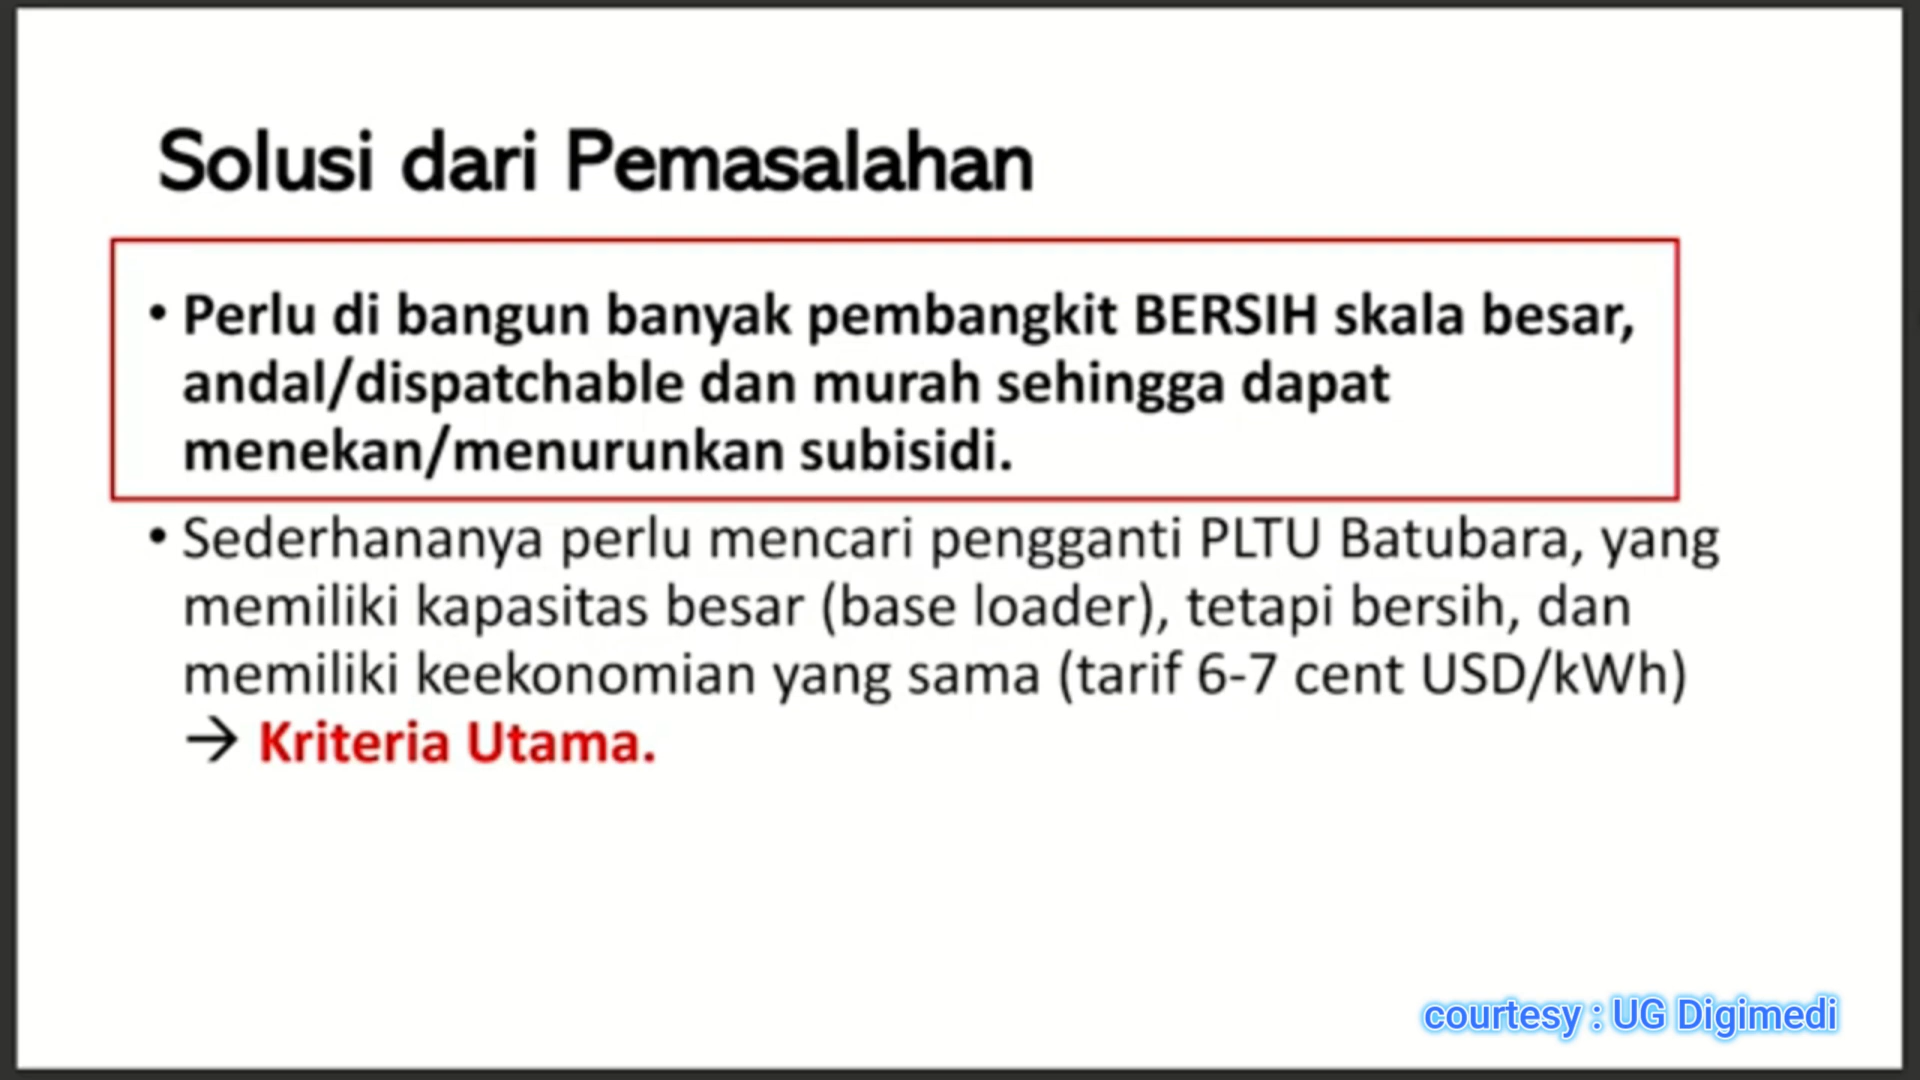 Solusi dari Pemasalahan
• Perlu di bangun banyak pembangkit BERSIH skala besar,
andal/dispatchable dan murah sehingga dapat
menekan/menurunkan subisidi.
• Sederhananya perlu mencari pengganti PLTU Batubara, yang
memiliki kapasitas besar (base loader), tetapi bersih, dan
memiliki keekonomian yang sama (tarif 6-7 cent USD/kWh)
→ Kriteria Utama.
courtesy : UG Digimedi